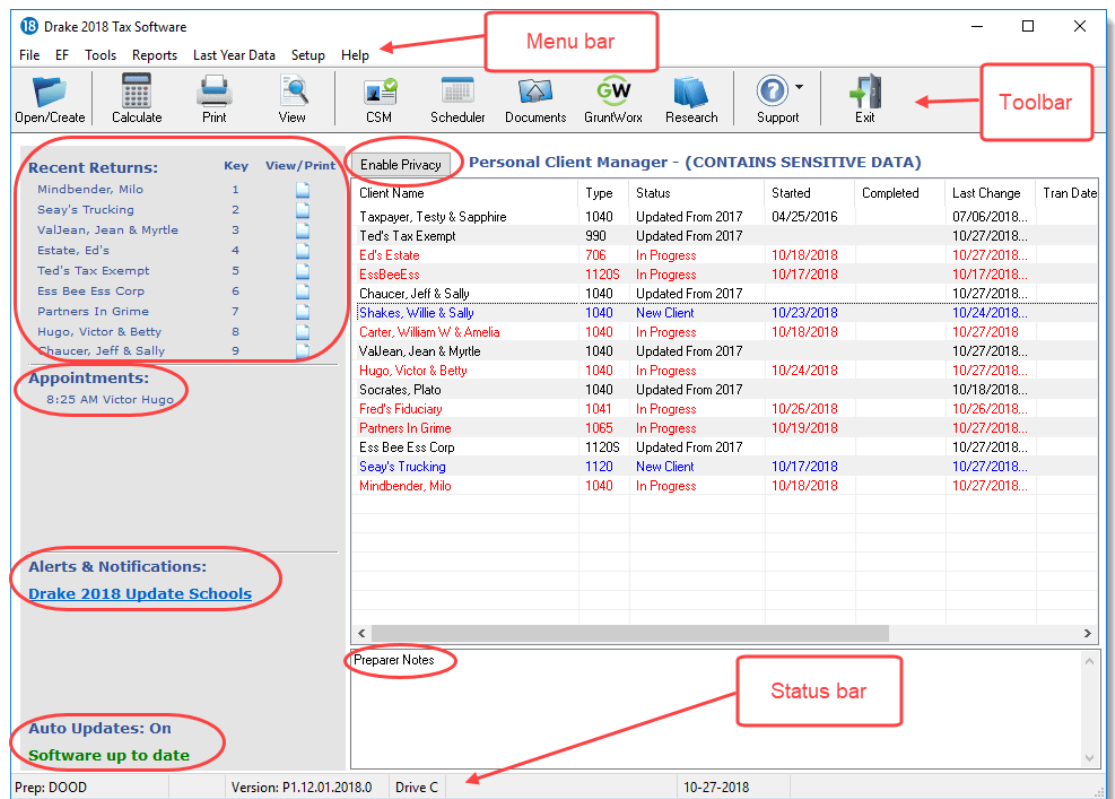 18 Drake 2018 Tax Software
Menu bar
File EF Tools Reports Last Year Data Setup Help
Open/Create Calculate Print View CSM Scheduler Documents GW GruntWorx Research Support Exit
Toolbar
Recent Returns: Key View/Print
Mindbender, Milo 1
Seay's Trucking 2
ValJean, Jean & Myrtle 3
Estate, Ed's 4
Ted's Tax Exempt 5
Ess Bee Ess Corp 6
Partners In Grime 7
Hugo, Victor & Betty 8
Chaucer, Jeff & Sally 9
Appointments:
8:25 AM Victor Hugo
Alerts & Notifications:
Drake 2018 Update Schools
Auto Updates: On
Software up to date
Enable Privacy Personal Client Manager - (CONTAINS SENSITIVE DATA)
Client Name Type Status Started Completed Last Change Tran Date
Taxpayer, Testy & Sapphire 1040 Updated From 2017 04/25/2016 07/06/2018...
Ted's Tax Exempt 990 Updated From 2017 10/27/2018...
Ed's Estate 706 In Progress 10/18/2018 10/27/2018...
EssBeeEss 1120S In Progress 10/17/2018 10/17/2018...
Chaucer, Jeff & Sally 1040 Updated From 2017 10/27/2018...
Shakes, Willie & Sally 1040 New Client 10/23/2018 10/24/2018...
Carter, William W & Amelia 1040 In Progress 10/18/2018 10/27/2018
ValJean, Jean & Myrtle 1040 Updated From 2017 10/27/2018...
Hugo, Victor & Betty 1040 In Progress 10/24/2018 10/27/2018...
Socrates, Plato 1040 Updated From 2017 10/18/2018...
Fred's Fiduciary 1041 In Progress 10/26/2018 10/26/2018...
Partners In Grime 1065 In Progress 10/19/2018 10/27/2018...
Ess Bee Ess Corp 1120S Updated From 2017 10/27/2018...
Seay's Trucking 1120 New Client 10/17/2018 10/27/2018...
Mindbender, Milo 1040 In Progress 10/18/2018 10/27/2018...
Preparer Notes
Status bar
Prep: DOOD Version: P1.12.01.2018.0 Drive C 10-27-2018